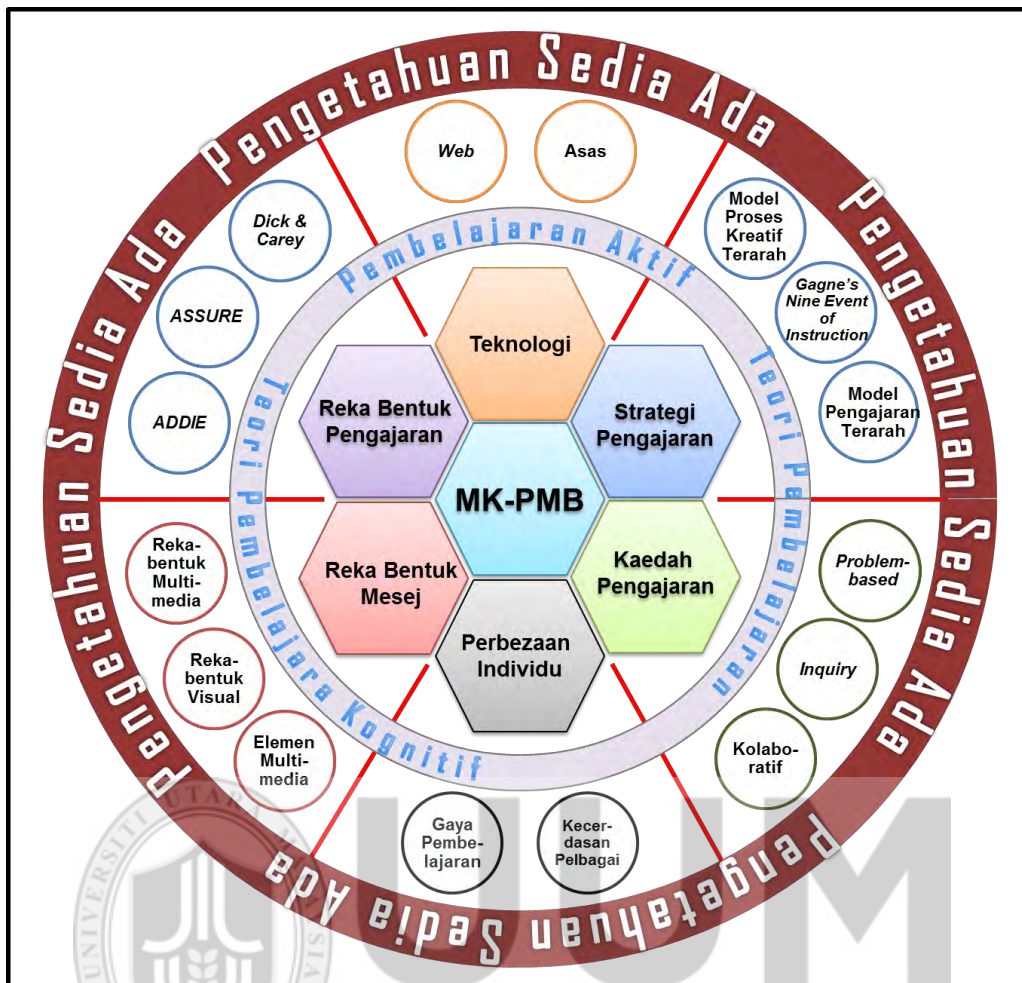 Pengetahuan Sedia Ada
Pengetahuan Sedia Ada
Pengetahuan Sedia Ada
Pengetahuan Sedia Ada
Web
Asas
Dick &
Carey
ASSURE
ADDIE
Model
Proses
Kreatif
Terarah
Gagne's
Nine Event
of
Instruction
Model
Pengajaran
Terarah
Pembelajaran Aktif
Teori Pembelajaran
Teori Pembelajara Kognitif
Teknologi
Reka Bentuk
Pengajaran
Strategi
Pengajaran
MK-PMB
Reka Bentuk
Mesej
Kaedah
Pengajaran
Perbezaan
Individu
Reka-
bentuk
Multi-
media
Reka-
bentuk
Visual
Elemen
Multi-
media
Problem-
based
Inquiry
Kolabo-
ratif
Gaya
Pembe-
lajaran
Kecer-
dasan
Pelbagai
UUM